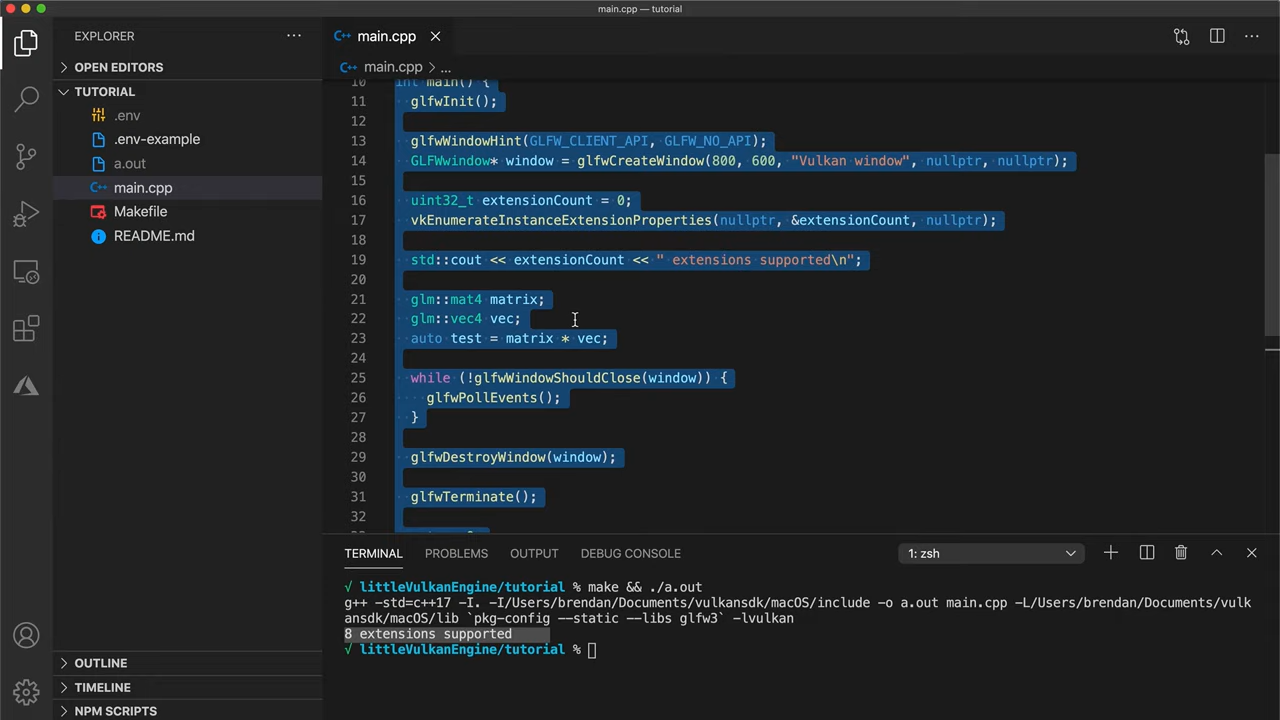 main.cpp — tutorial
EXPLORER
OPEN EDITORS
TUTORIAL
.env
.env-example
a.out
main.cpp
Makefile
README.md
OUTLINE
TIMELINE
NPM SCRIPTS
main.cpp
main.cpp > ...
10 int main() {
11 glfwInit();
12
13 glfwWindowHint(GLFW_CLIENT_API, GLFW_NO_API);
14 GLFWwindow* window = glfwCreateWindow(800, 600, "Vulkan window", nullptr, nullptr);
15
16 uint32_t extensionCount = 0;
17 vkEnumerateInstanceExtensionProperties(nullptr, &extensionCount, nullptr);
18
19 std::cout << extensionCount << " extensions supported\n";
20
21 glm::mat4 matrix;
22 glm::vec4 vec;
23 auto test = matrix * vec;
24
25 while (!glfwWindowShouldClose(window)) {
26 glfwPollEvents();
27 }
28
29 glfwDestroyWindow(window);
30
31 glfwTerminate();
32
TERMINAL PROBLEMS OUTPUT DEBUG CONSOLE 1: zsh
√ littleVulkanEngine/tutorial % make && ./a.out
g++ -std=c++17 -I. -I/Users/brendan/Documents/vulkansdk/macOS/include -o a.out main.cpp -L/Users/brendan/Documents/vulk
ansdk/macOS/lib `pkg-config --static --libs glfw3` -lvulkan
8 extensions supported
√ littleVulkanEngine/tutorial %